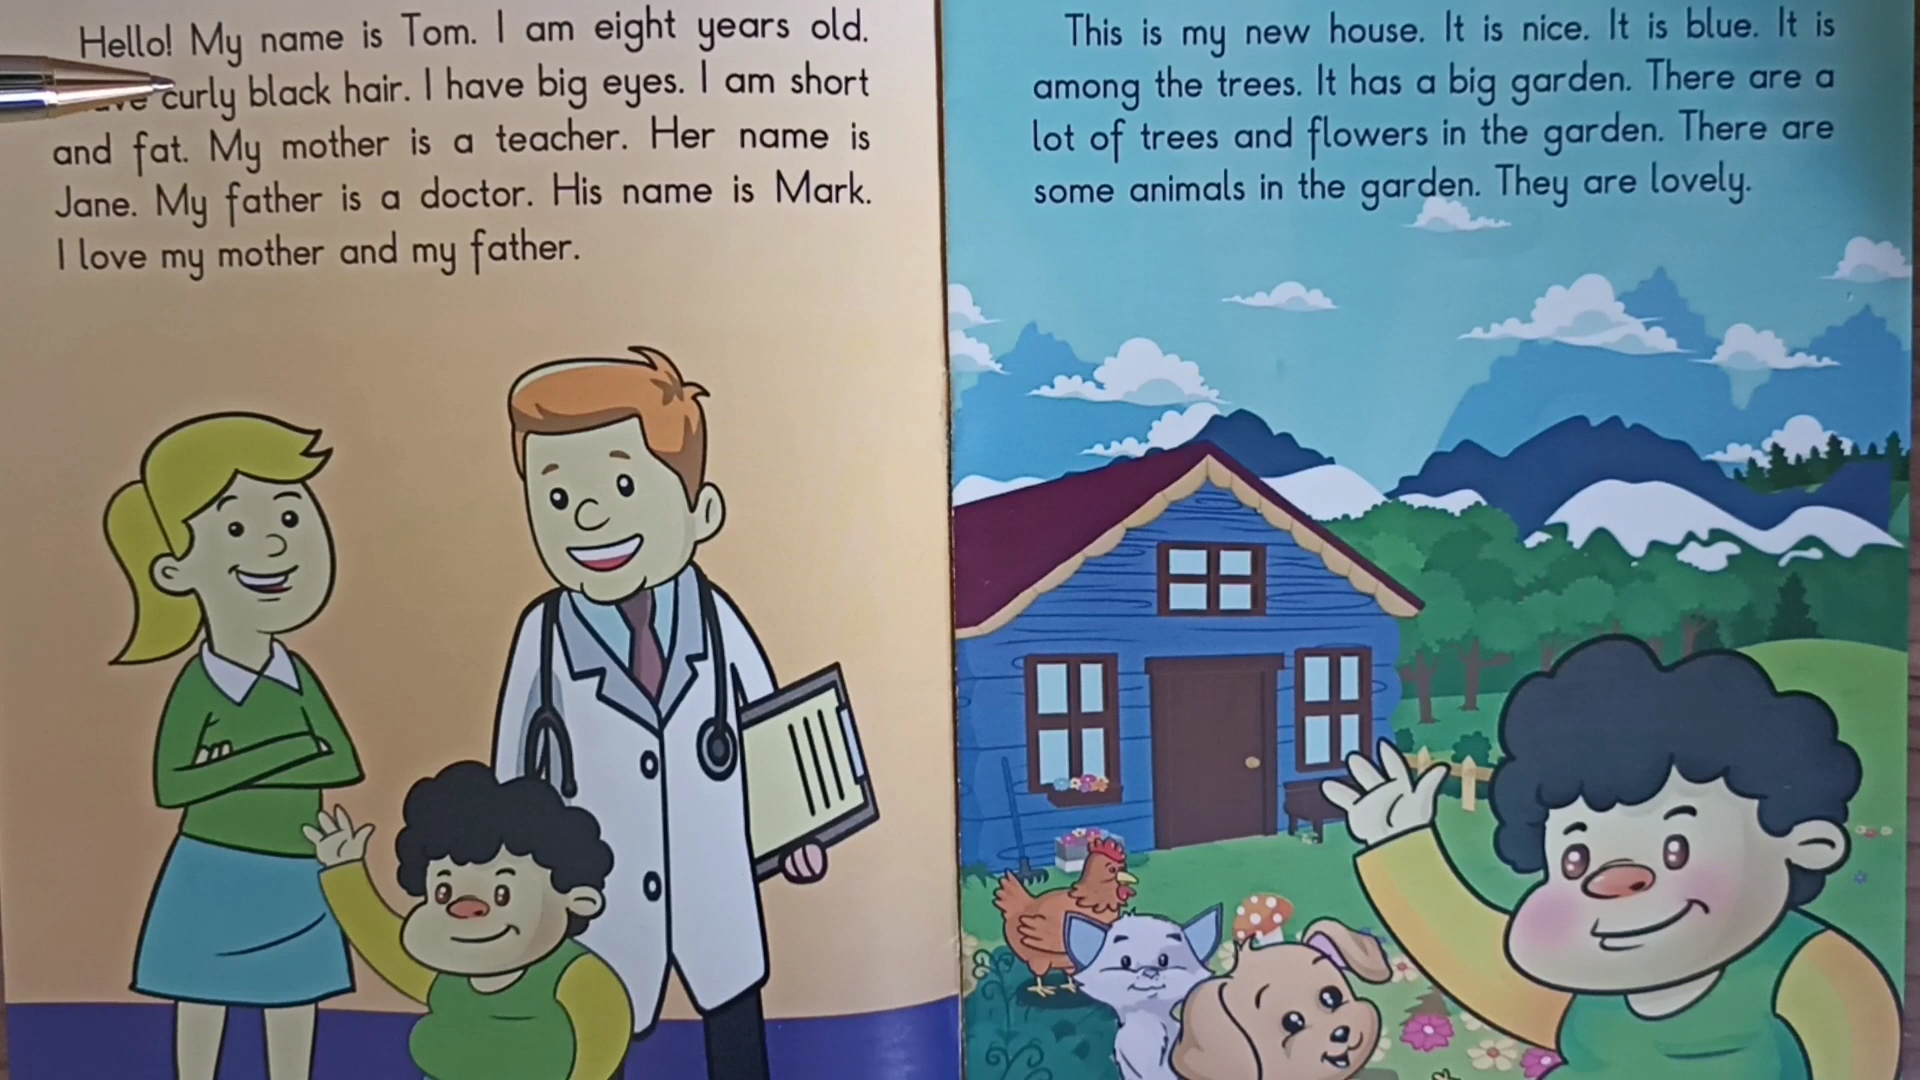 Hello! My name is Tom. I am eight years old.
curly black hair. I have big eyes. I am short
and fat. My mother is a teacher. Her name is
Jane. My father is a doctor. His name is Mark.
I love my mother and my father.
This is my new house. It is nice. It is blue. It is
among the trees. It has a big garden. There are a
lot of trees and flowers in the garden. There are
some animals in the garden. They are lovely.